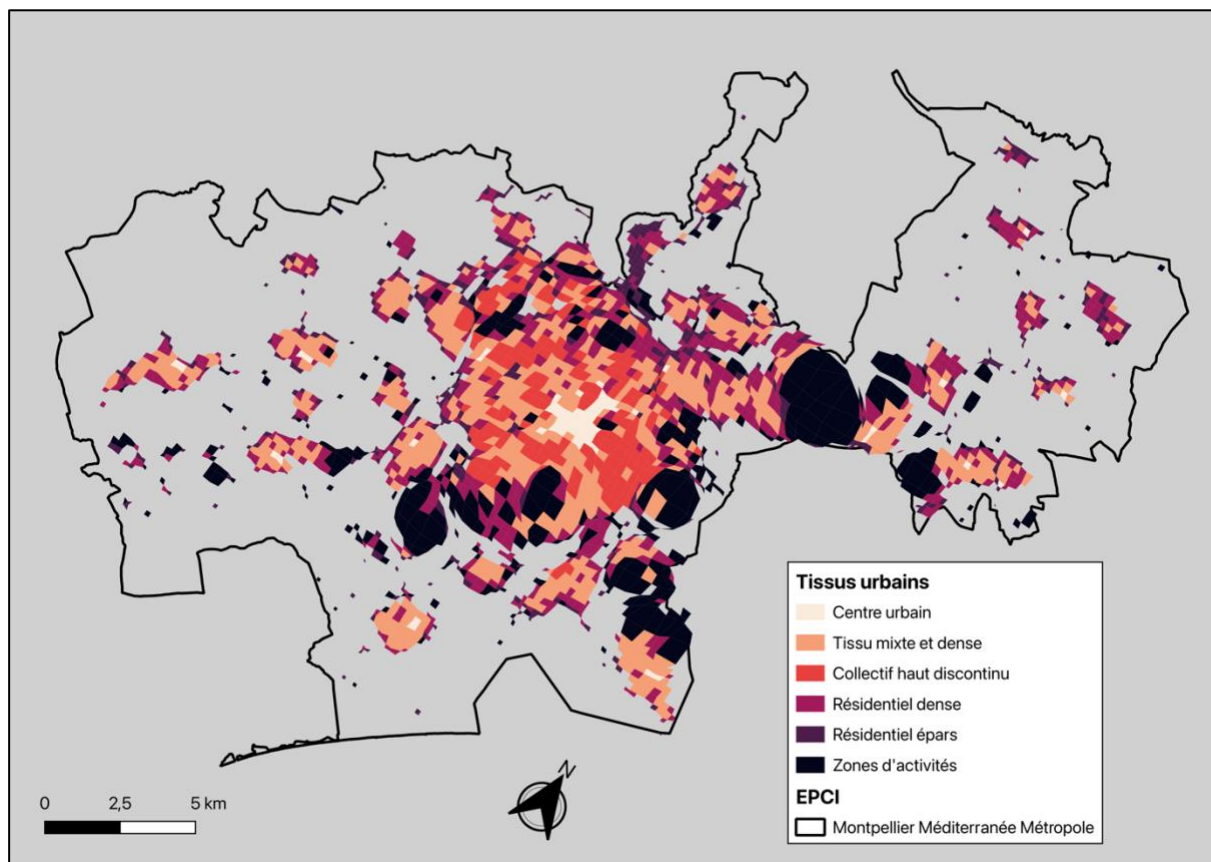 Tissus urbains
Centre urbain
Tissu mixte et dense
Collectif haut discontinu
Résidentiel dense
Résidentiel épars
Zones d'activités
EPCI
Montpellier Méditerranée Métropole
N
0 2,5 5 km